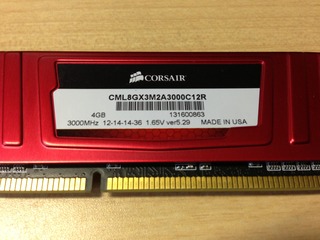 CORSAIR
CML8GX3M2A3000C12R
4GB 131600863
3000MHz 12-14-14-36 1.65V ver5.29 MADE IN USA